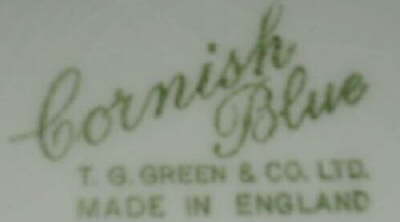 Cornish
Blue
T. G. GREEN & CO. LTD.
MADE IN ENGLAND